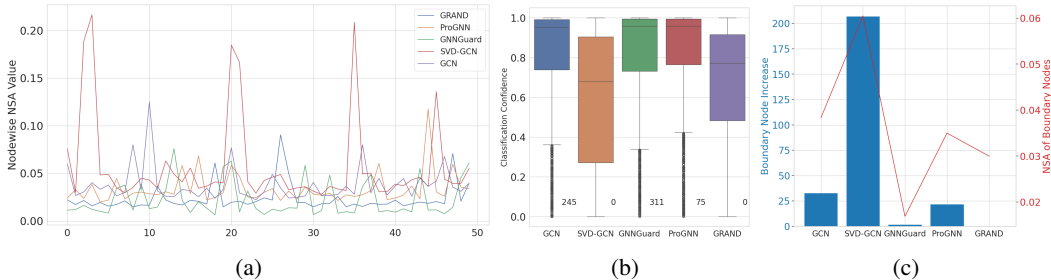 Nodewise NSA Value
0.20
0.15
0.10
0.05
0.00
0 10 20 30 40 50
GRAND
ProGNN
GNNGuard
SVD-GCN
GCN
(a)
Classification Confidence
1.0
0.8
0.6
0.4
0.2
0.0
245 0 311 75 0
GCN SVD-GCN GNNGuard ProGNN GRAND
(b)
Boundary Node Increase
200
175
150
125
100
75
50
25
0
GCN SVD-GCN GNNGuard ProGNN GRAND
0.06
0.05
0.04
0.03
0.02
NSA of Boundary Nodes
(c)